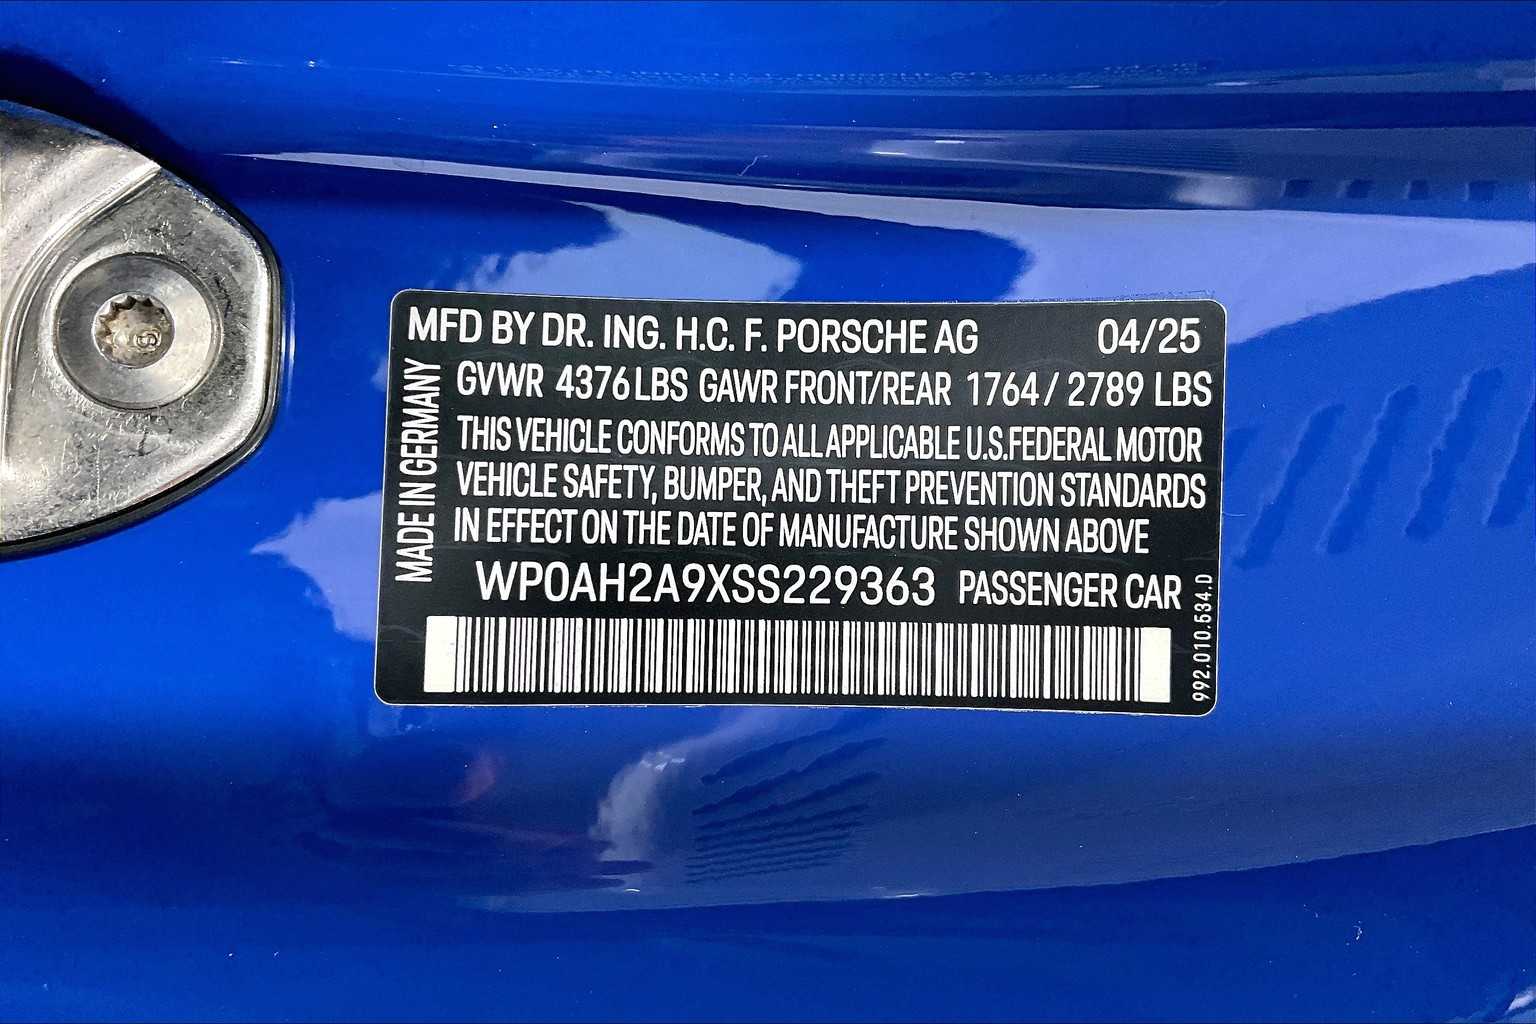 MFD BY DR. ING. H.C. F. PORSCHE AG 04/25
GVWR 4376 LBS GAWR FRONT/REAR 1764 / 2789 LBS
THIS VEHICLE CONFORMS TO ALL APPLICABLE U.S.FEDERAL MOTOR
VEHICLE SAFETY, BUMPER, AND THEFT PREVENTION STANDARDS
IN EFFECT ON THE DATE OF MANUFACTURE SHOWN ABOVE
WP0AH2A9XSS229363 PASSENGER CAR
MADE IN GERMANY
992.010.534.D